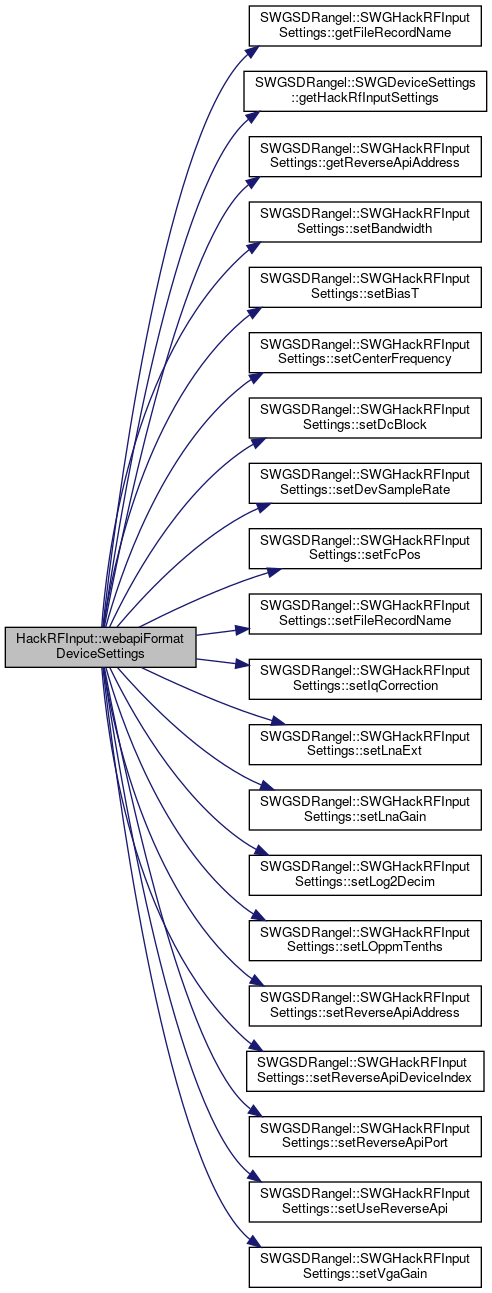 SWGSDRangel::SWGHackRFInput
Settings::getFileRecordName
SWGSDRangel::SWGDeviceSettings
::getHackRfInputSettings
SWGSDRangel::SWGHackRFInput
Settings::getReverseApiAddress
SWGSDRangel::SWGHackRFInput
Settings::setBandwidth
SWGSDRangel::SWGHackRFInput
Settings::setBiasT
SWGSDRangel::SWGHackRFInput
Settings::setCenterFrequency
SWGSDRangel::SWGHackRFInput
Settings::setDcBlock
SWGSDRangel::SWGHackRFInput
Settings::setDevSampleRate
SWGSDRangel::SWGHackRFInput
Settings::setFcPos
SWGSDRangel::SWGHackRFInput
Settings::setFileRecordName
HackRFInput::webapiFormat
DeviceSettings
SWGSDRangel::SWGHackRFInput
Settings::setIqCorrection
SWGSDRangel::SWGHackRFInput
Settings::setLnaExt
SWGSDRangel::SWGHackRFInput
Settings::setLnaGain
SWGSDRangel::SWGHackRFInput
Settings::setLog2Decim
SWGSDRangel::SWGHackRFInput
Settings::setLOppmTenths
SWGSDRangel::SWGHackRFInput
Settings::setReverseApiAddress
SWGSDRangel::SWGHackRFInput
Settings::setReverseApiDeviceIndex
SWGSDRangel::SWGHackRFInput
Settings::setReverseApiPort
SWGSDRangel::SWGHackRFInput
Settings::setUseReverseApi
SWGSDRangel::SWGHackRFInput
Settings::setVgaGain